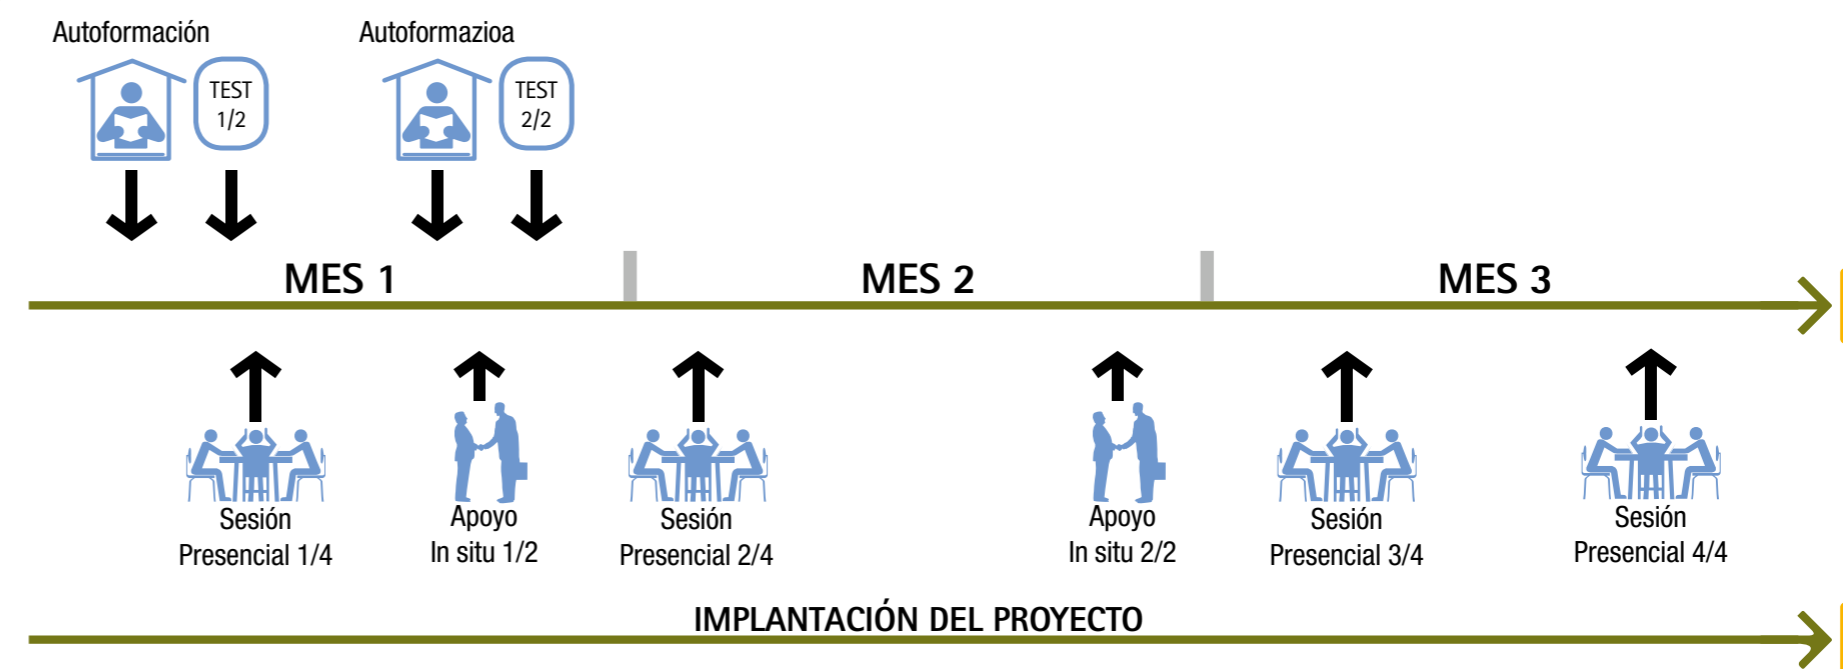 Autoformación
Autoformazioa
TEST
1/2
TEST
2/2
MES 1
MES 2
MES 3
Sesión
Presencial 1/4
Apoyo
In situ 1/2
Sesión
Presencial 2/4
Apoyo
In situ 2/2
Sesión
Presencial 3/4
Sesión
Presencial 4/4
IMPLANTACIÓN DEL PROYECTO